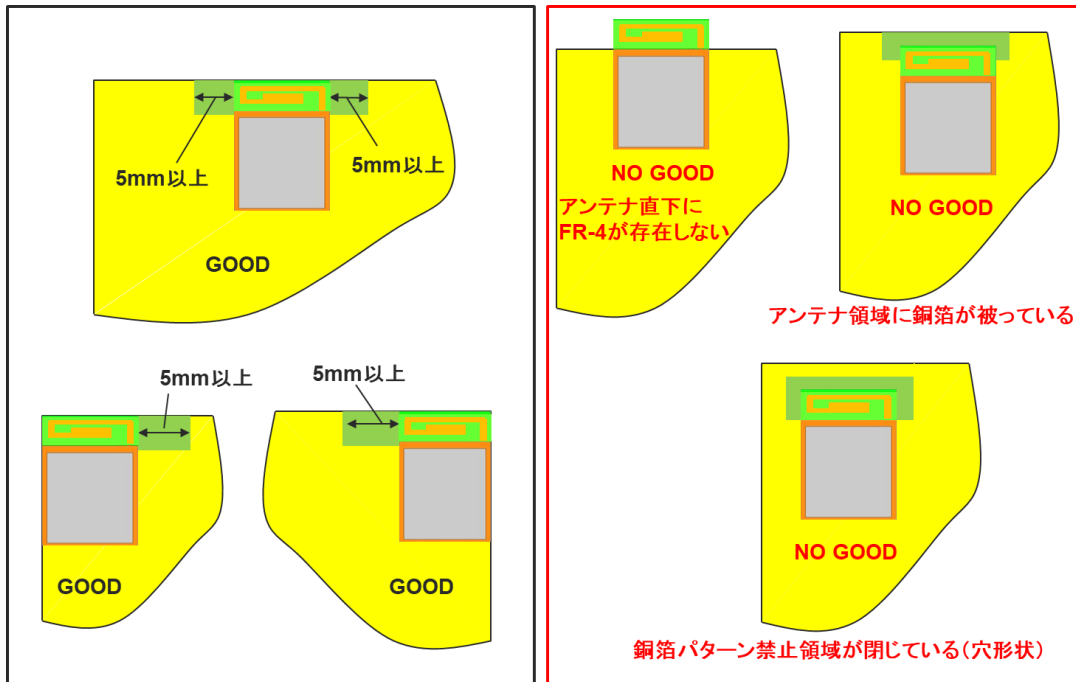 5mm以上
5mm以上
GOOD
5mm以上
GOOD
5mm以上
GOOD
NO GOOD
アンテナ直下に
FR-4が存在しない
NO GOOD
アンテナ領域に銅箔が被っている
NO GOOD
銅箔パターン禁止領域が閉じている(穴形状)